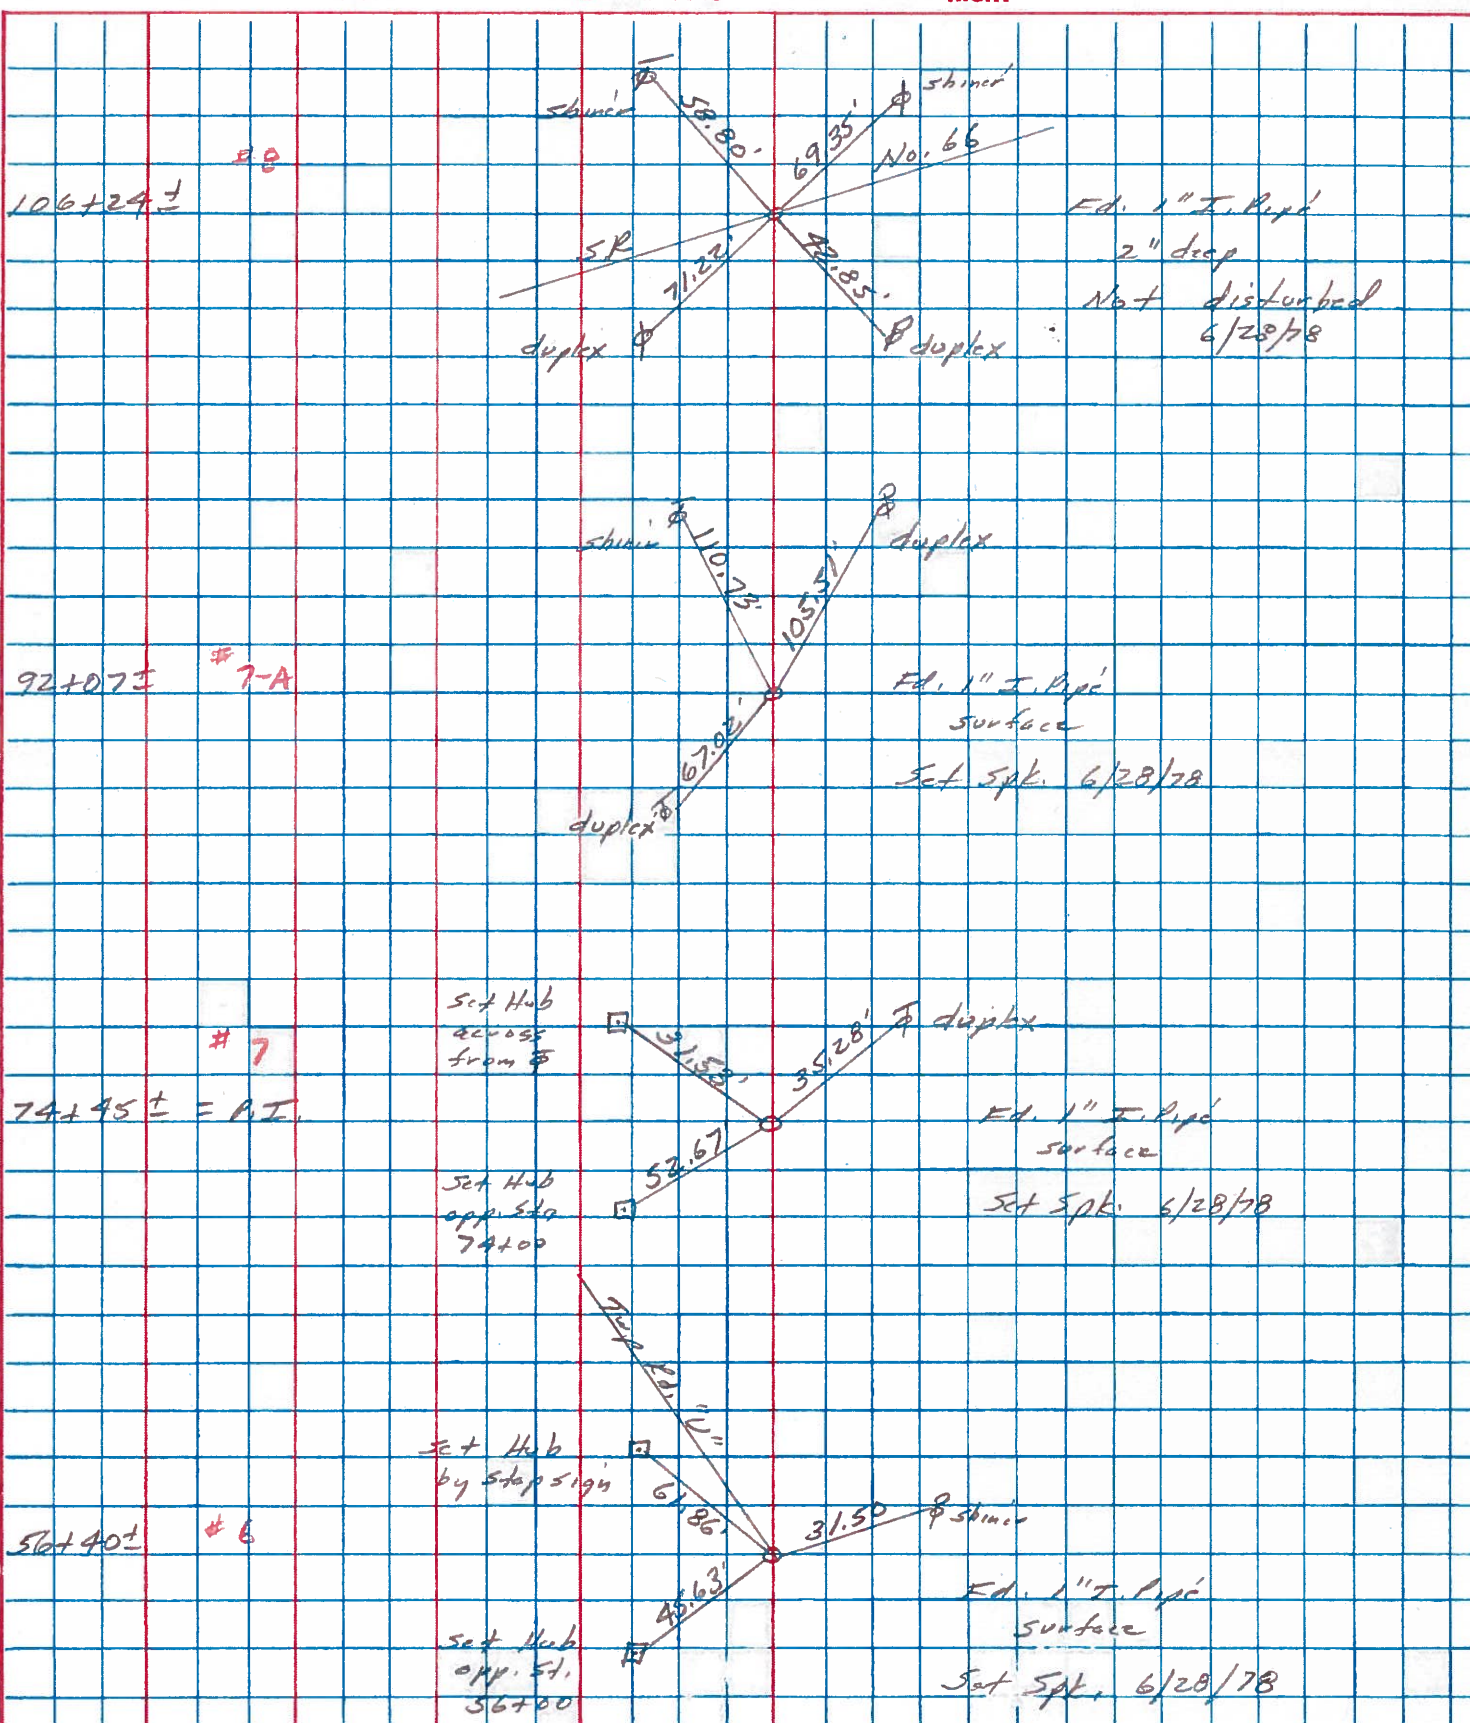 shiner
58.80'
shiner
69.35'
No. 66
# 8
106+24 ±
Fd. 1" I. Pipe
2" deep
Not disturbed
6/28/78
SR
71.22'
42.85'
duplex
duplex
shiner
110.73'
105.51'
duplex
92+07 ±
# 7-A
Fd. 1" I. Pipe
surface
Set Spk. 6/28/78
67.02'
duplex
Set Hub
across
from
31.53'
35.28'
duplex
# 7
74+45 ± = P.I.
Fd. 1" I. Pipe
surface
Set Spk. 6/28/78
52.67'
Set Hub
opp. Sta
74+00
Twp Rd.
Set Hub
by stop sign
61.86'
31.50
shiner
56+40 ±
# 6
45.63'
Fd. 1" I. Pipe
surface
Set Spk. 6/28/78
Set Hub
opp. St.
56+00